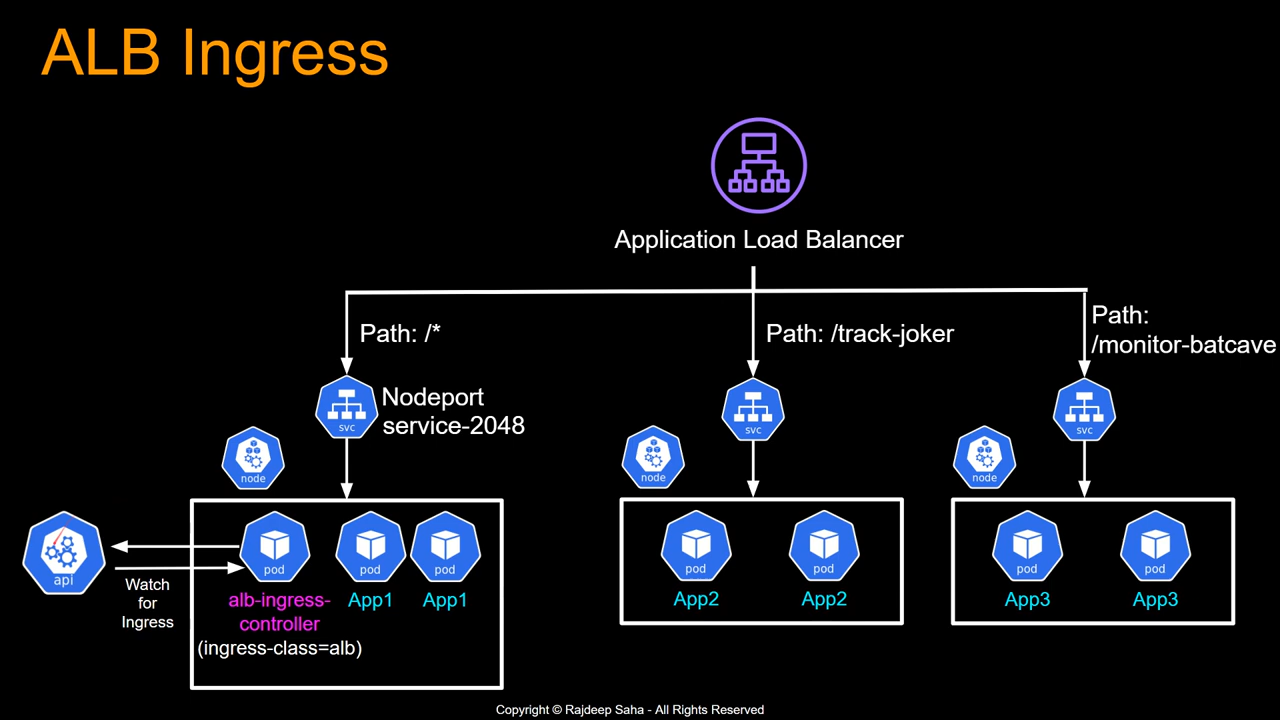 ALB Ingress
Application Load Balancer
Path: /*
Path: /track-joker
Path:
/monitor-batcave
Nodeport
service-2048
svc
svc
svc
node
node
node
api
Watch
for
Ingress
pod
pod
pod
pod
pod
pod
pod
alb-ingress-
controller
(ingress-class=alb)
App1
App1
App2
App2
App3
App3
Copyright © Rajdeep Saha - All Rights Reserved